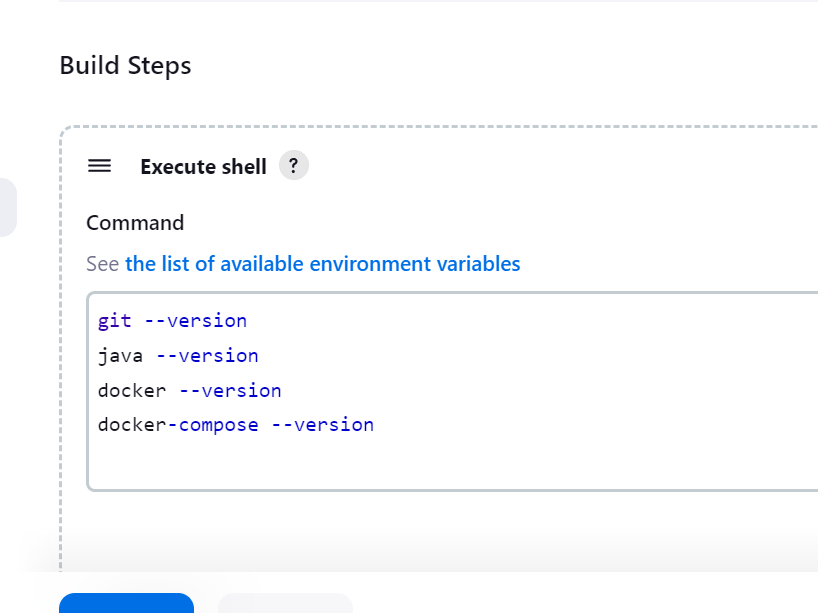 Build Steps
Execute shell ?
Command
See the list of available environment variables
git --version
java --version
docker --version
docker-compose --version